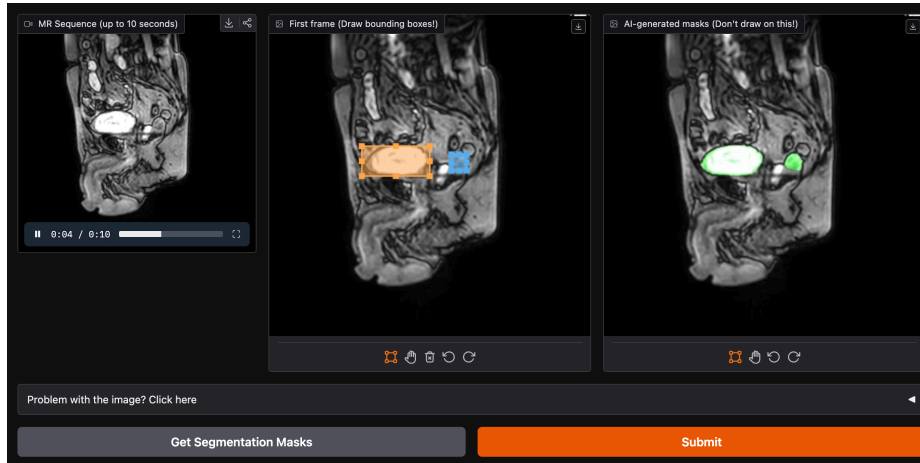 MR Sequence (up to 10 seconds)
First frame (Draw bounding boxes!)
AI-generated masks (Don't draw on this!)
0:04 / 0:10
Problem with the image? Click here
Get Segmentation Masks
Submit